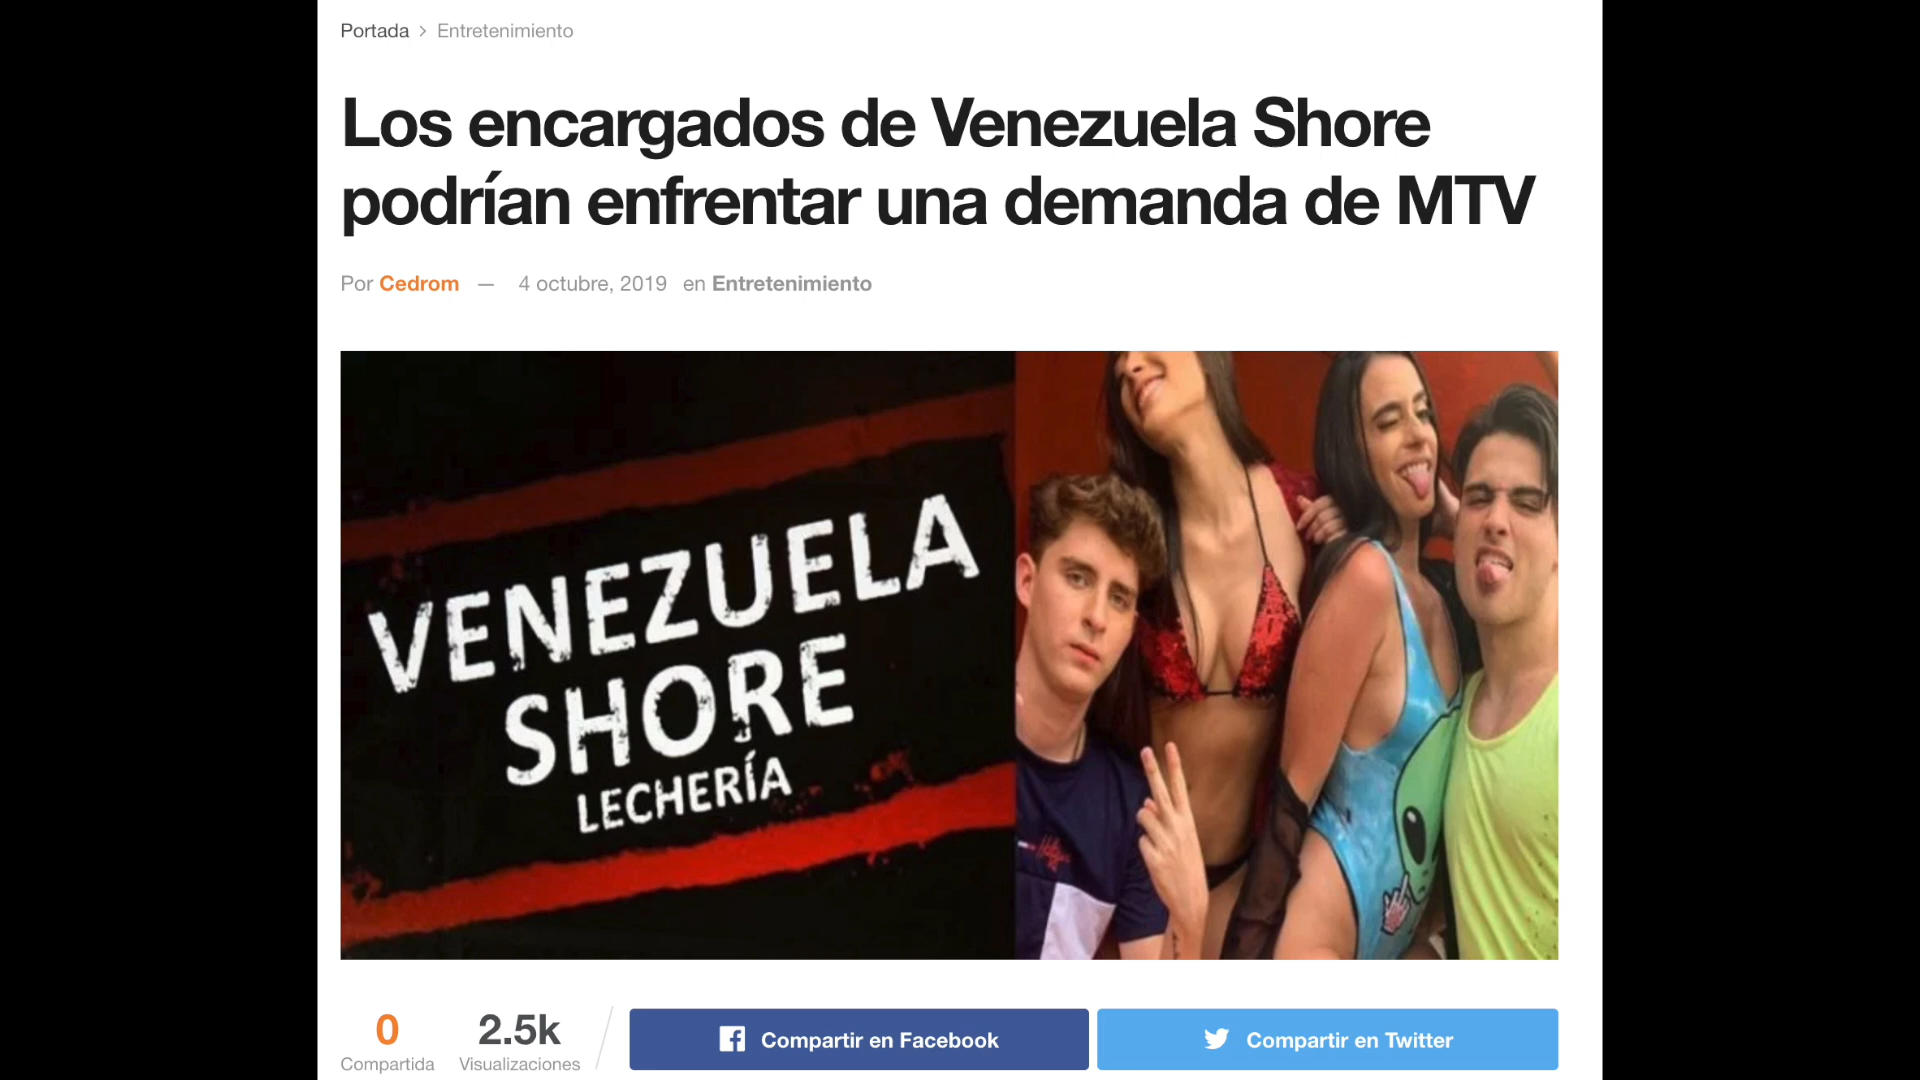 Portada > Entretenimiento
Los encargados de Venezuela Shore
podrían enfrentar una demanda de MTV
Por Cedrom — 4 octubre, 2019 en Entretenimiento
VENEZUELA
SHORE
LECHERÍA
0
Compartida
2.5k
Visualizaciones
Compartir en Facebook
Compartir en Twitter